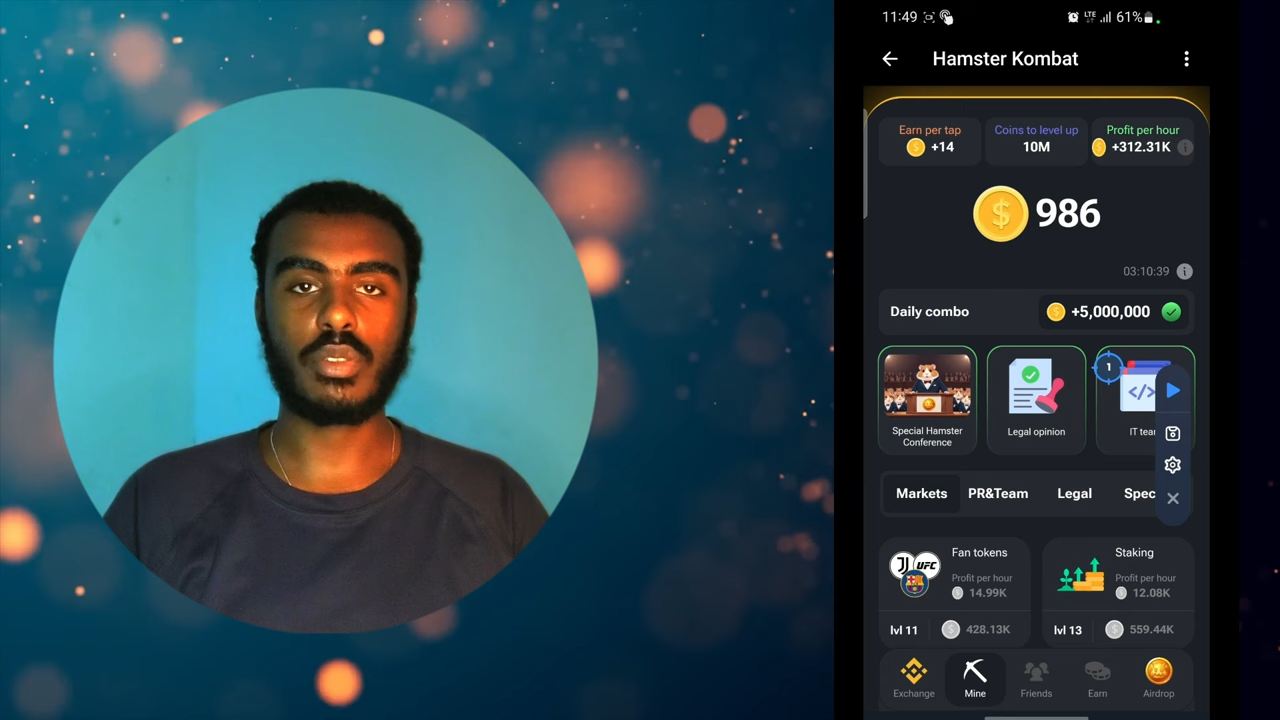 11:49
LTE
61%
Hamster Kombat
Earn per tap
+14
Coins to level up
10M
Profit per hour
+312.31K
986
03:10:39
Daily combo
+5,000,000
Special Hamster
Conference
Legal opinion
1
</>
IT tea
Markets
PR&Team
Legal
Spec
Fan tokens
UFC
Profit per hour
14.99K
lvl 11
428.13K
Staking
Profit per hour
12.08K
lvl 13
559.44K
Exchange
Mine
Friends
Earn
Airdrop